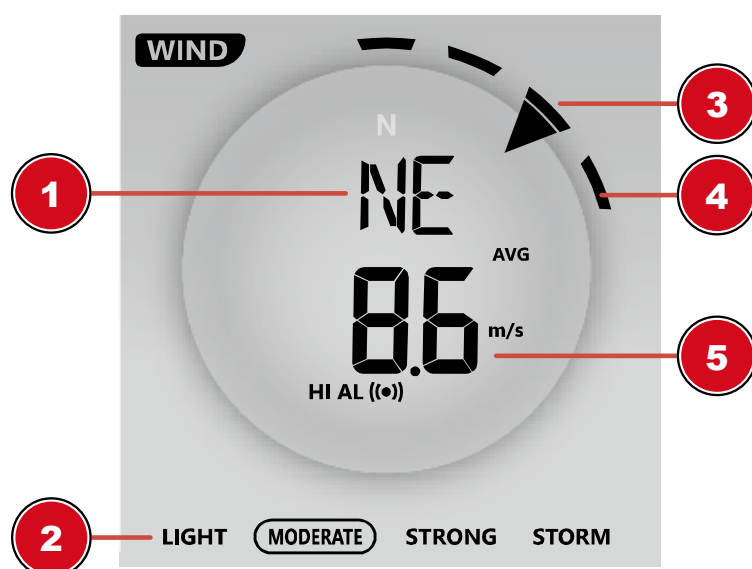 WIND
3
N
1
NE
4
AVG
8.6
m/s
5
HI AL ((•))
2
LIGHT MODERATE STRONG STORM